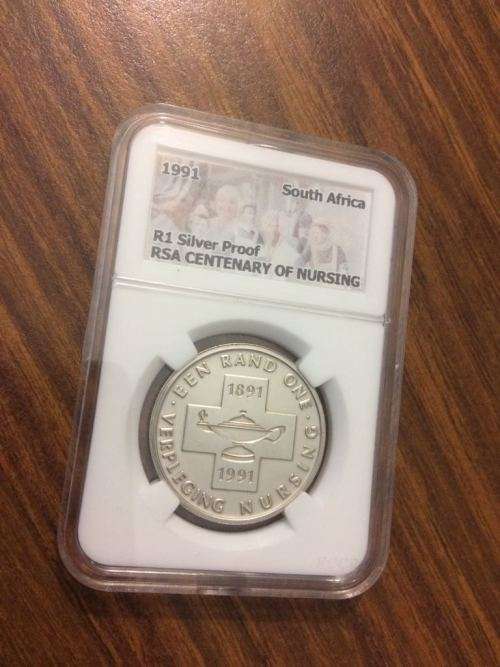 1991
South Africa
R1 Silver Proof
RSA CENTENARY OF NURSING
· EEN RAND ONE ·
1891
1991
VERPLEGING NURSING